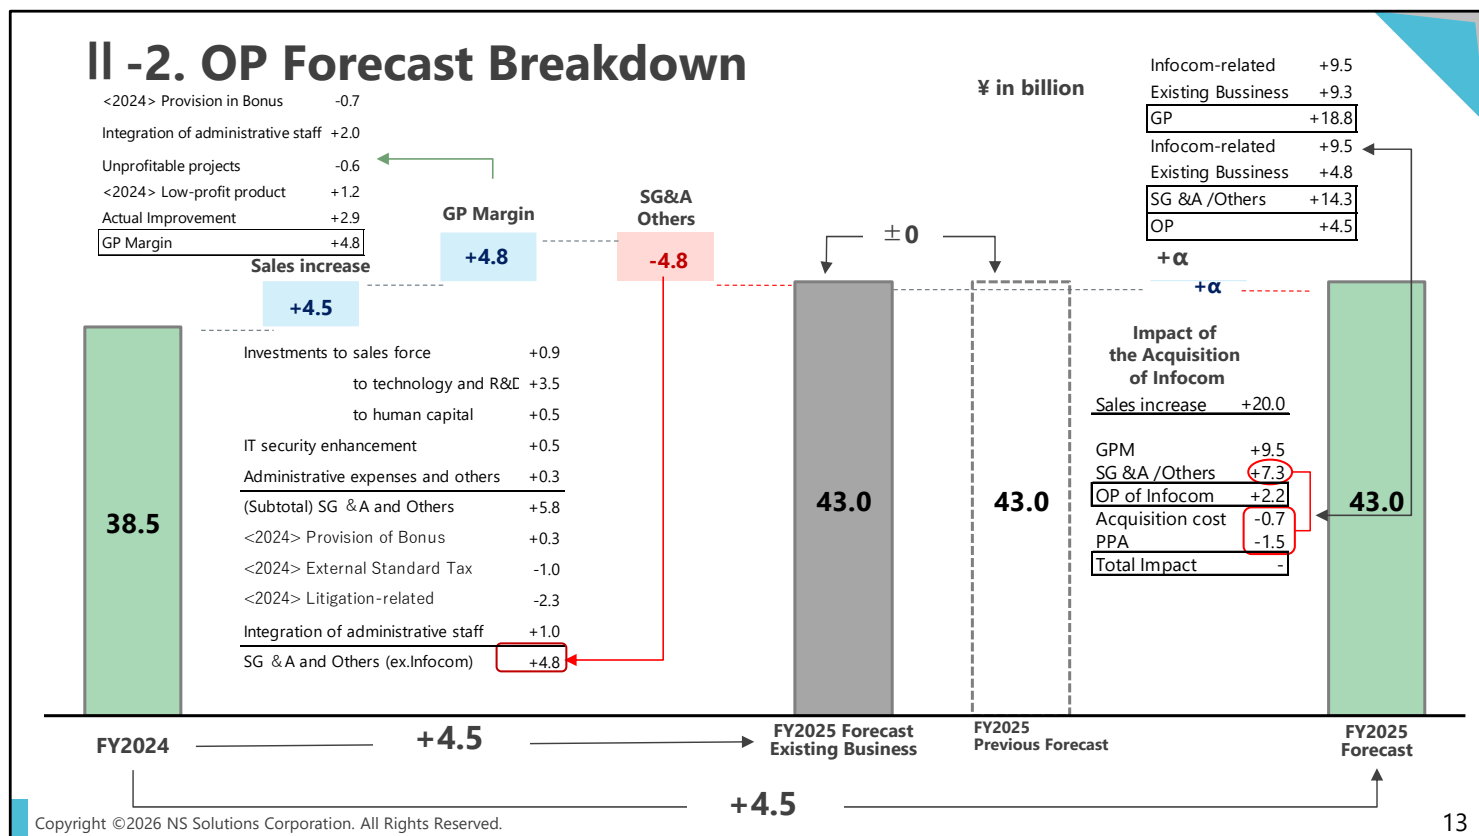 Ⅱ-2. OP Forecast Breakdown
¥ in billion
<2024> Provision in Bonus -0.7
Integration of administrative staff +2.0
Unprofitable projects -0.6
<2024> Low-profit product +1.2
Actual Improvement +2.9
GP Margin +4.8
Infocom-related +9.5
Existing Bussiness +9.3
GP +18.8
Infocom-related +9.5
Existing Bussiness +4.8
SG &A /Others +14.3
OP +4.5
+α
+α
Sales increase
+4.5
GP Margin
+4.8
SG&A
Others
-4.8
±0
Investments to sales force +0.9
to technology and R&D +3.5
to human capital +0.5
IT security enhancement +0.5
Administrative expenses and others +0.3
(Subtotal) SG &A and Others +5.8
<2024> Provision of Bonus +0.3
<2024> External Standard Tax -1.0
<2024> Litigation-related -2.3
Integration of administrative staff +1.0
SG &A and Others (ex.Infocom) +4.8
Impact of
the Acquisition
of Infocom
Sales increase +20.0
GPM +9.5
SG &A /Others +7.3
OP of Infocom +2.2
Acquisition cost -0.7
PPA -1.5
Total Impact -
38.5
43.0
43.0
43.0
FY2024
+4.5
FY2025 Forecast
Existing Business
FY2025
Previous Forecast
FY2025
Forecast
+4.5
Copyright ©2026 NS Solutions Corporation. All Rights Reserved.
13